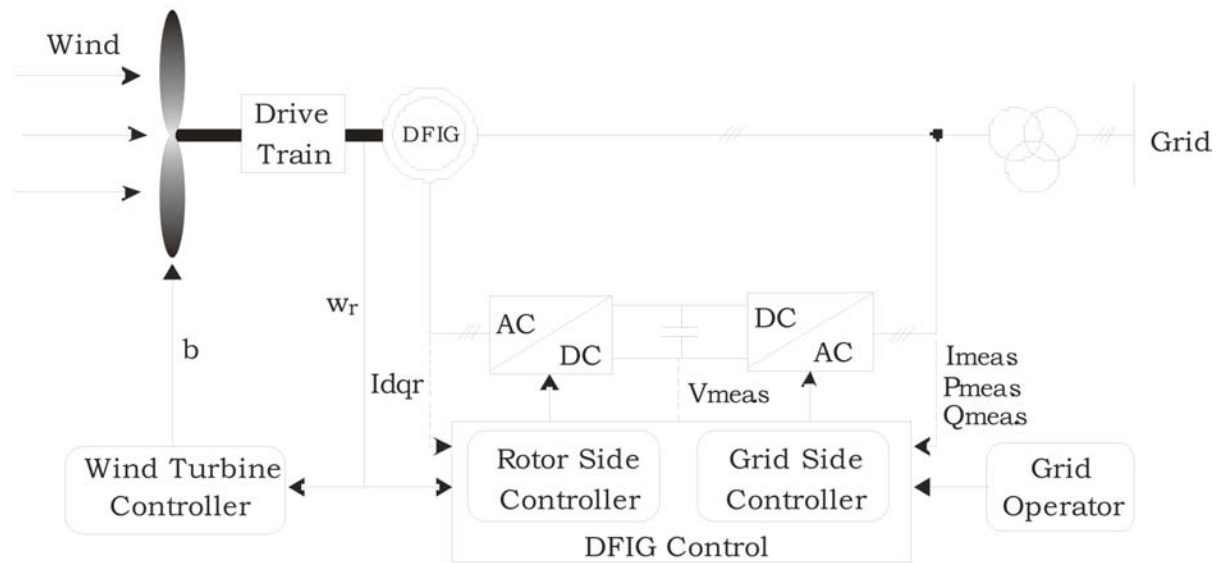 Wind
Drive
Train
DFIG
Grid
wr
b
AC
DC
DC
AC
Idqr
Vmeas
Imeas
Pmeas
Qmeas
Wind Turbine
Controller
Rotor Side
Controller
Grid Side
Controller
Grid
Operator
DFIG Control